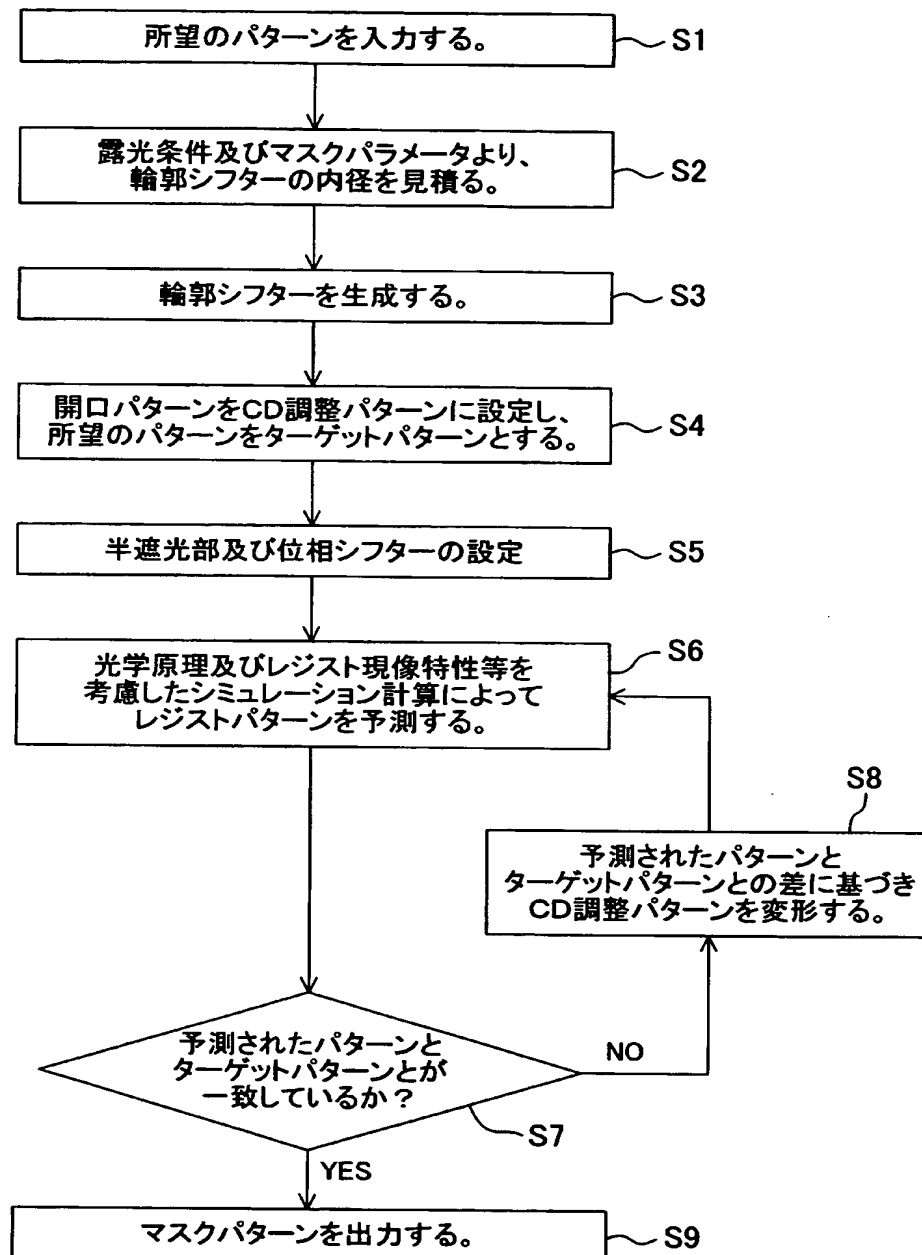 所望のパターンを入力する。
S1
露光条件及びマスクパラメータより、
輪郭シフターの内径を見積る。
S2
輪郭シフターを生成する。
S3
開口パターンをCD調整パターンに設定し、
所望のパターンをターゲットパターンとする。
S4
半遮光部及び位相シフターの設定
S5
光学原理及びレジスト現像特性等を
考慮したシミュレーション計算によって
レジストパターンを予測する。
S6
S8
予測されたパターンと
ターゲットパターンとの差に基づき
CD調整パターンを変形する。
予測されたパターンと
ターゲットパターンとが
一致しているか？
NO
S7
YES
マスクパターンを出力する。
S9